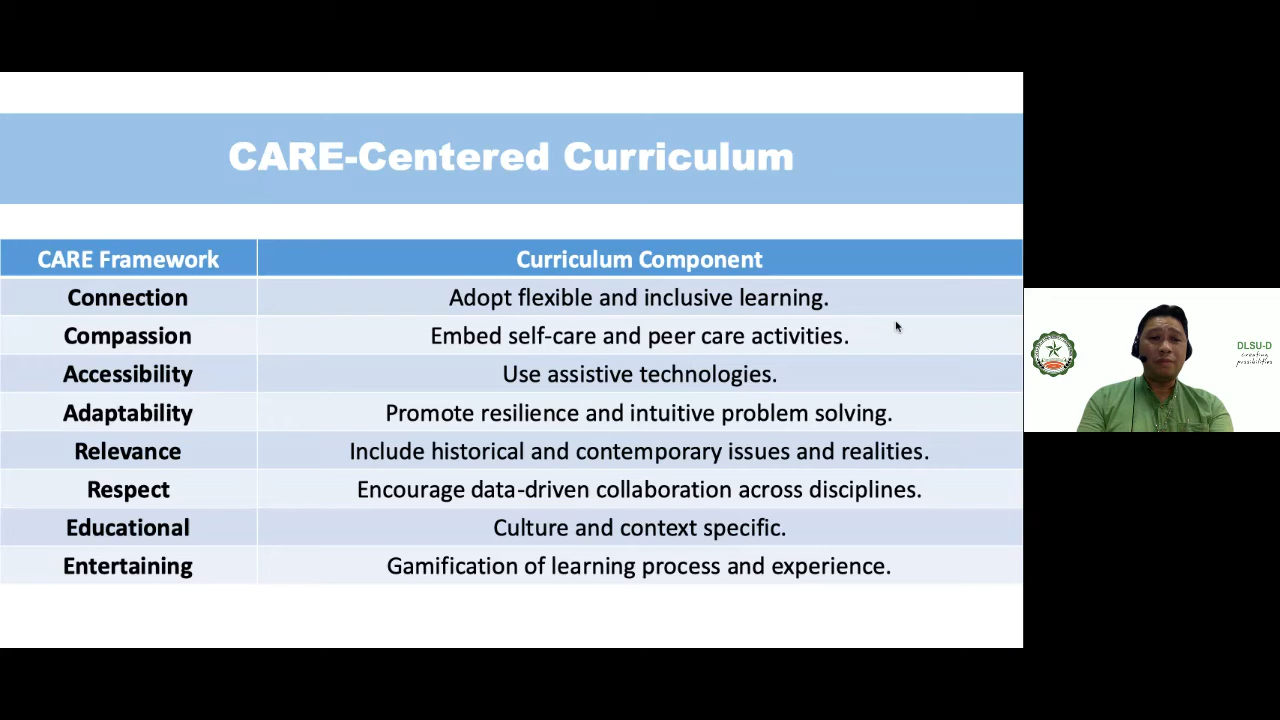 CARE-Centered Curriculum
CARE Framework Curriculum Component
Connection Adopt flexible and inclusive learning.
Compassion Embed self-care and peer care activities.
Accessibility Use assistive technologies.
Adaptability Promote resilience and intuitive problem solving.
Relevance Include historical and contemporary issues and realities.
Respect Encourage data-driven collaboration across disciplines.
Educational Culture and context specific.
Entertaining Gamification of learning process and experience.
DLSU-D
creating
possibilities